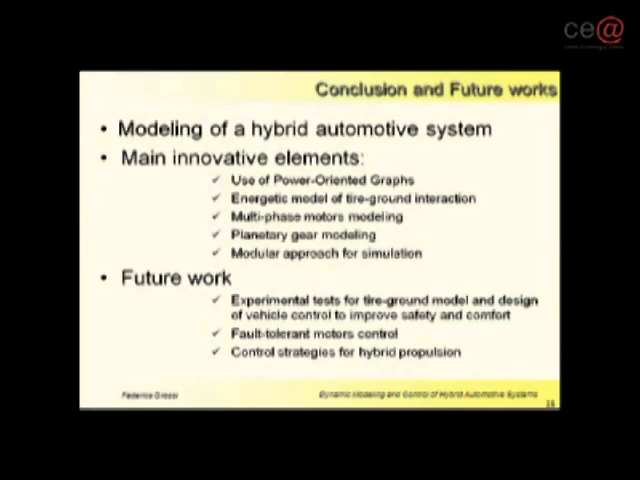 ce@
Conclusion and Future works
• Modeling of a hybrid automotive system
• Main innovative elements:
✓ Use of Power-Oriented Graphs
✓ Energetic model of tire-ground interaction
✓ Multi-phase motors modeling
✓ Planetary gear modeling
✓ Modular approach for simulation
• Future work
✓ Experimental tests for tire-ground model and design
of vehicle control to improve safety and comfort
✓ Fault-tolerant motors control
✓ Control strategies for hybrid propulsion
Federica Grossi
Dynamic Modeling and Control of Hybrid Automotive Systems